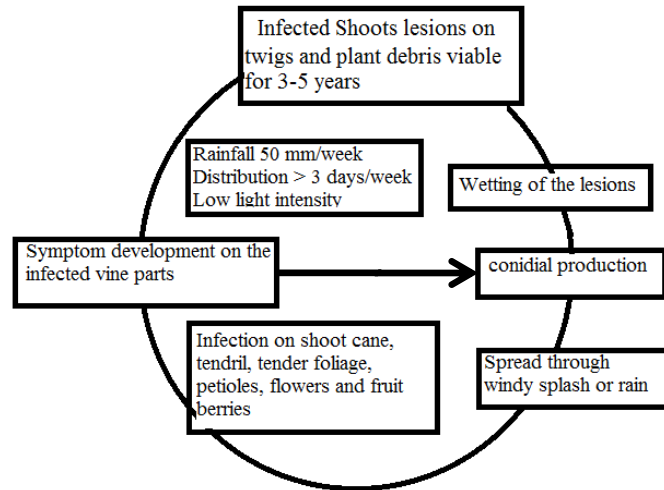 Infected Shoots lesions on
twigs and plant debris viable
for 3-5 years
Rainfall 50 mm/week
Distribution > 3 days/week
Low light intensity
Wetting of the lesions
Symptom development on the
infected vine parts
conidial production
Infection on shoot cane,
tendril, tender foliage,
petioles, flowers and fruit
berries
Spread through
windy splash or rain